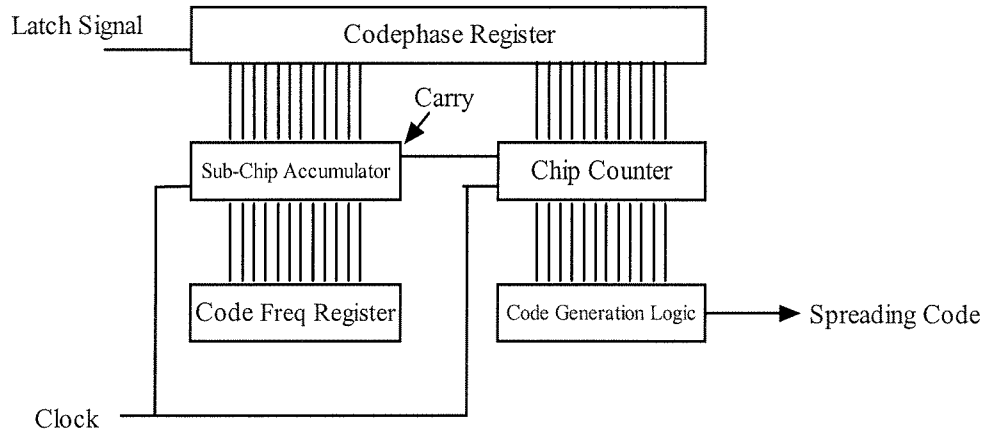 Latch Signal
Codephase Register
Carry
Sub-Chip Accumulator
Chip Counter
Code Freq Register
Code Generation Logic
Spreading Code
Clock